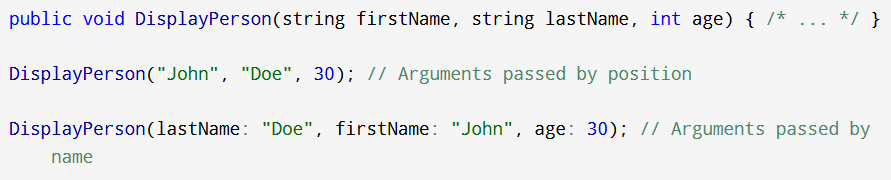 public void DisplayPerson(string firstName, string lastName, int age) { /* ... */ }
DisplayPerson("John", "Doe", 30); // Arguments passed by position
DisplayPerson(lastName: "Doe", firstName: "John", age: 30); // Arguments passed by
name